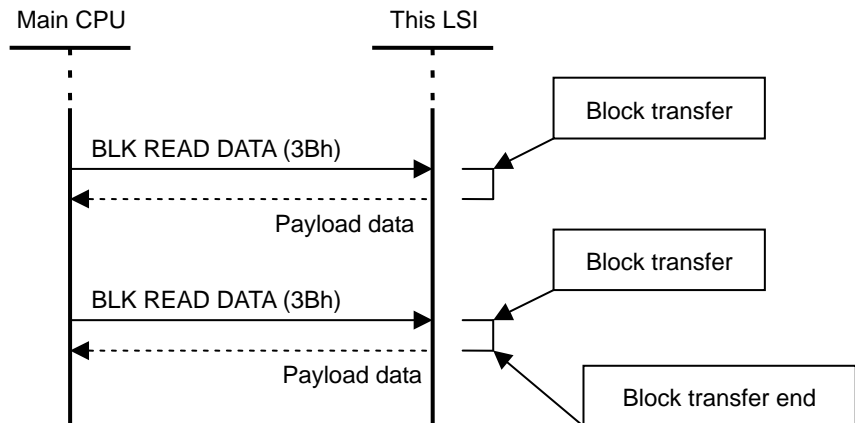 Main CPU
This LSI
Block transfer
BLK READ DATA (3Bh)
Payload data
Block transfer
BLK READ DATA (3Bh)
Payload data
Block transfer end